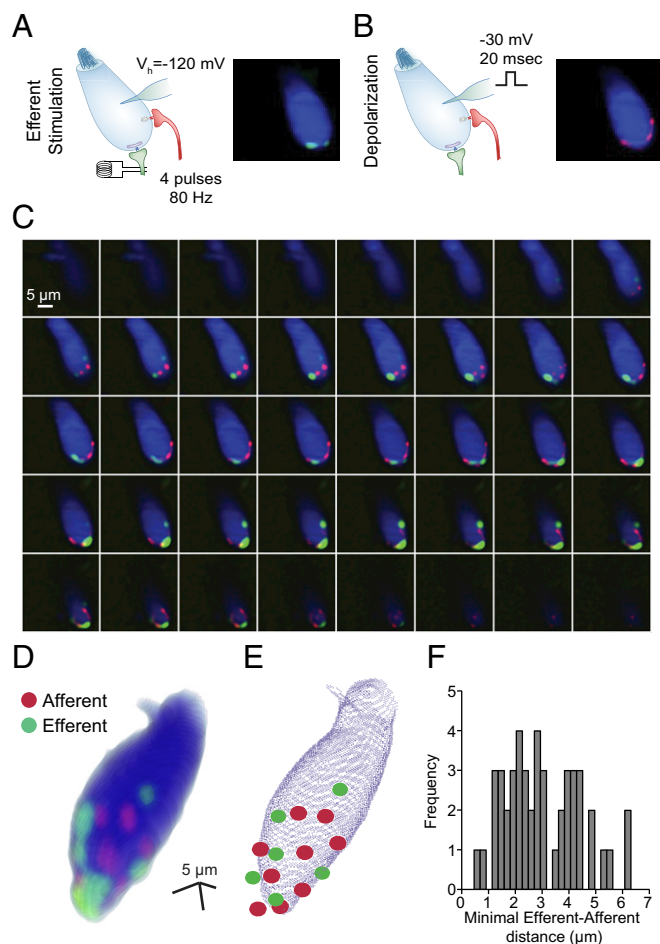 A
Efferent
Stimulation
Vh=-120 mV
4 pulses
80 Hz
B
Depolarization
-30 mV
20 msec
C
5 µm
D
Afferent
Efferent
5 µm
E
F
Frequency
5
4
3
2
1
0
0 1 2 3 4 5 6 7
Minimal Efferent-Afferent
distance (µm)